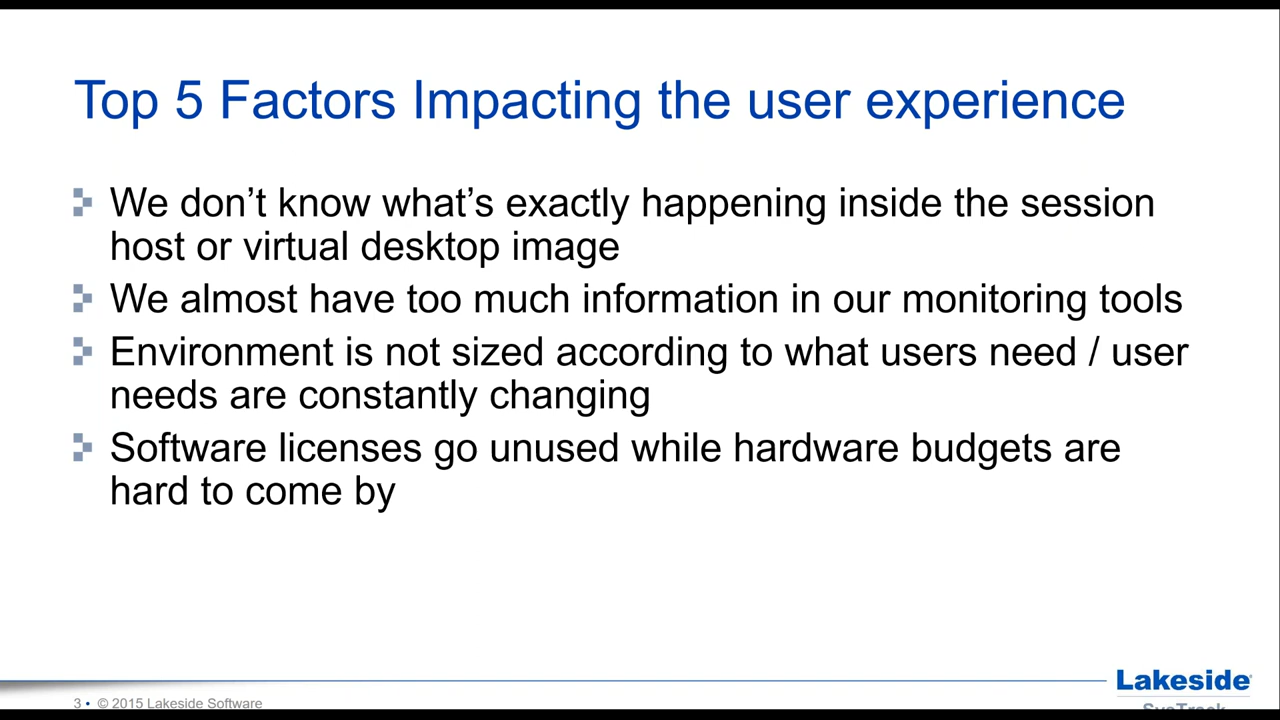 Top 5 Factors Impacting the user experience
We don’t know what’s exactly happening inside the session
host or virtual desktop image
We almost have too much information in our monitoring tools
Environment is not sized according to what users need / user
needs are constantly changing
Software licenses go unused while hardware budgets are
hard to come by
3 • © 2015 Lakeside Software
Lakeside